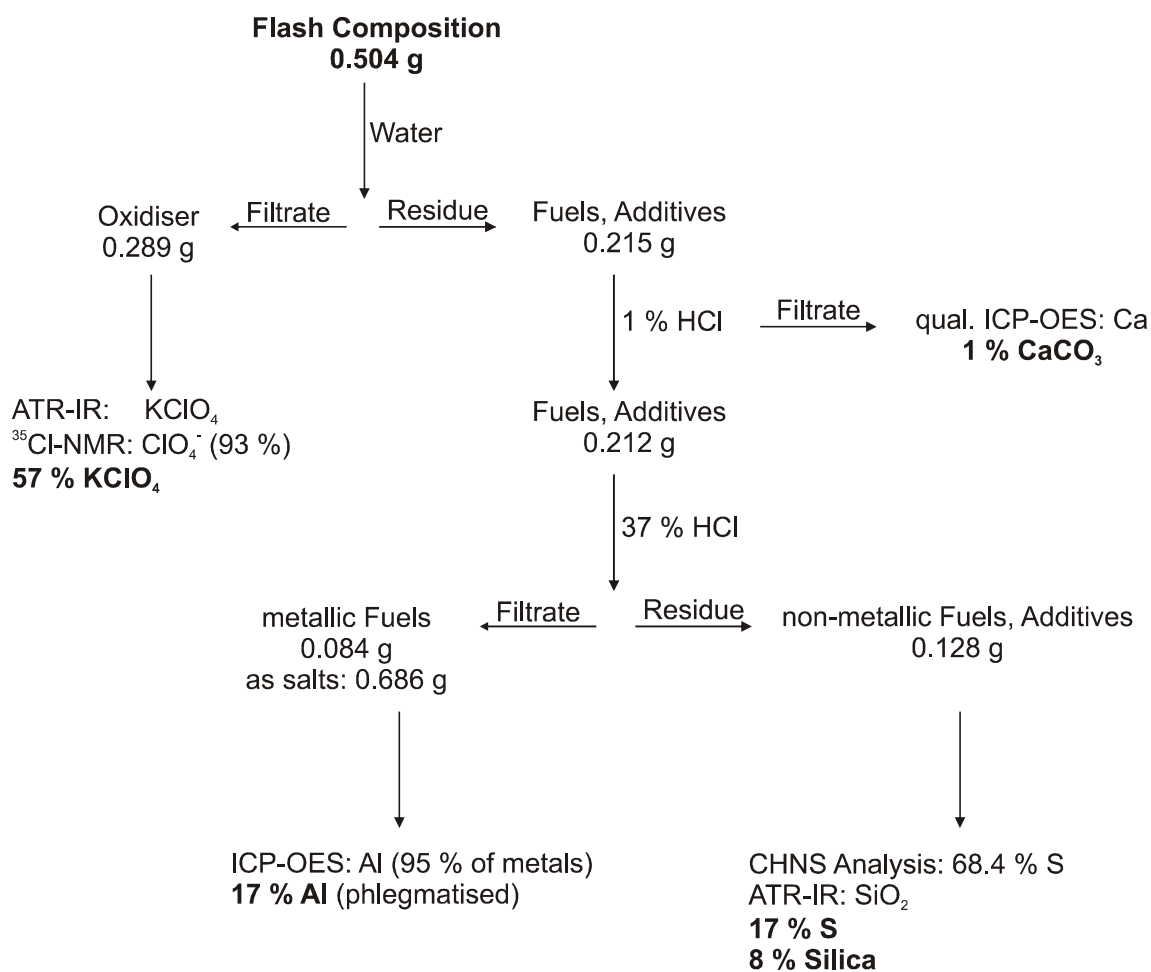 Flash Composition
0.504 g
Water
Oxidiser
0.289 g
Filtrate
Residue
Fuels, Additives
0.215 g
1 % HCl
Filtrate
qual. ICP-OES: Ca
1 % CaCO₃
ATR-IR: KClO₄
³⁵Cl-NMR: ClO₄⁻ (93 %)
57 % KClO₄
Fuels, Additives
0.212 g
37 % HCl
metallic Fuels
0.084 g
as salts: 0.686 g
Filtrate
Residue
non-metallic Fuels, Additives
0.128 g
ICP-OES: Al (95 % of metals)
17 % Al (phlegmatised)
CHNS Analysis: 68.4 % S
ATR-IR: SiO₂
17 % S
8 % Silica